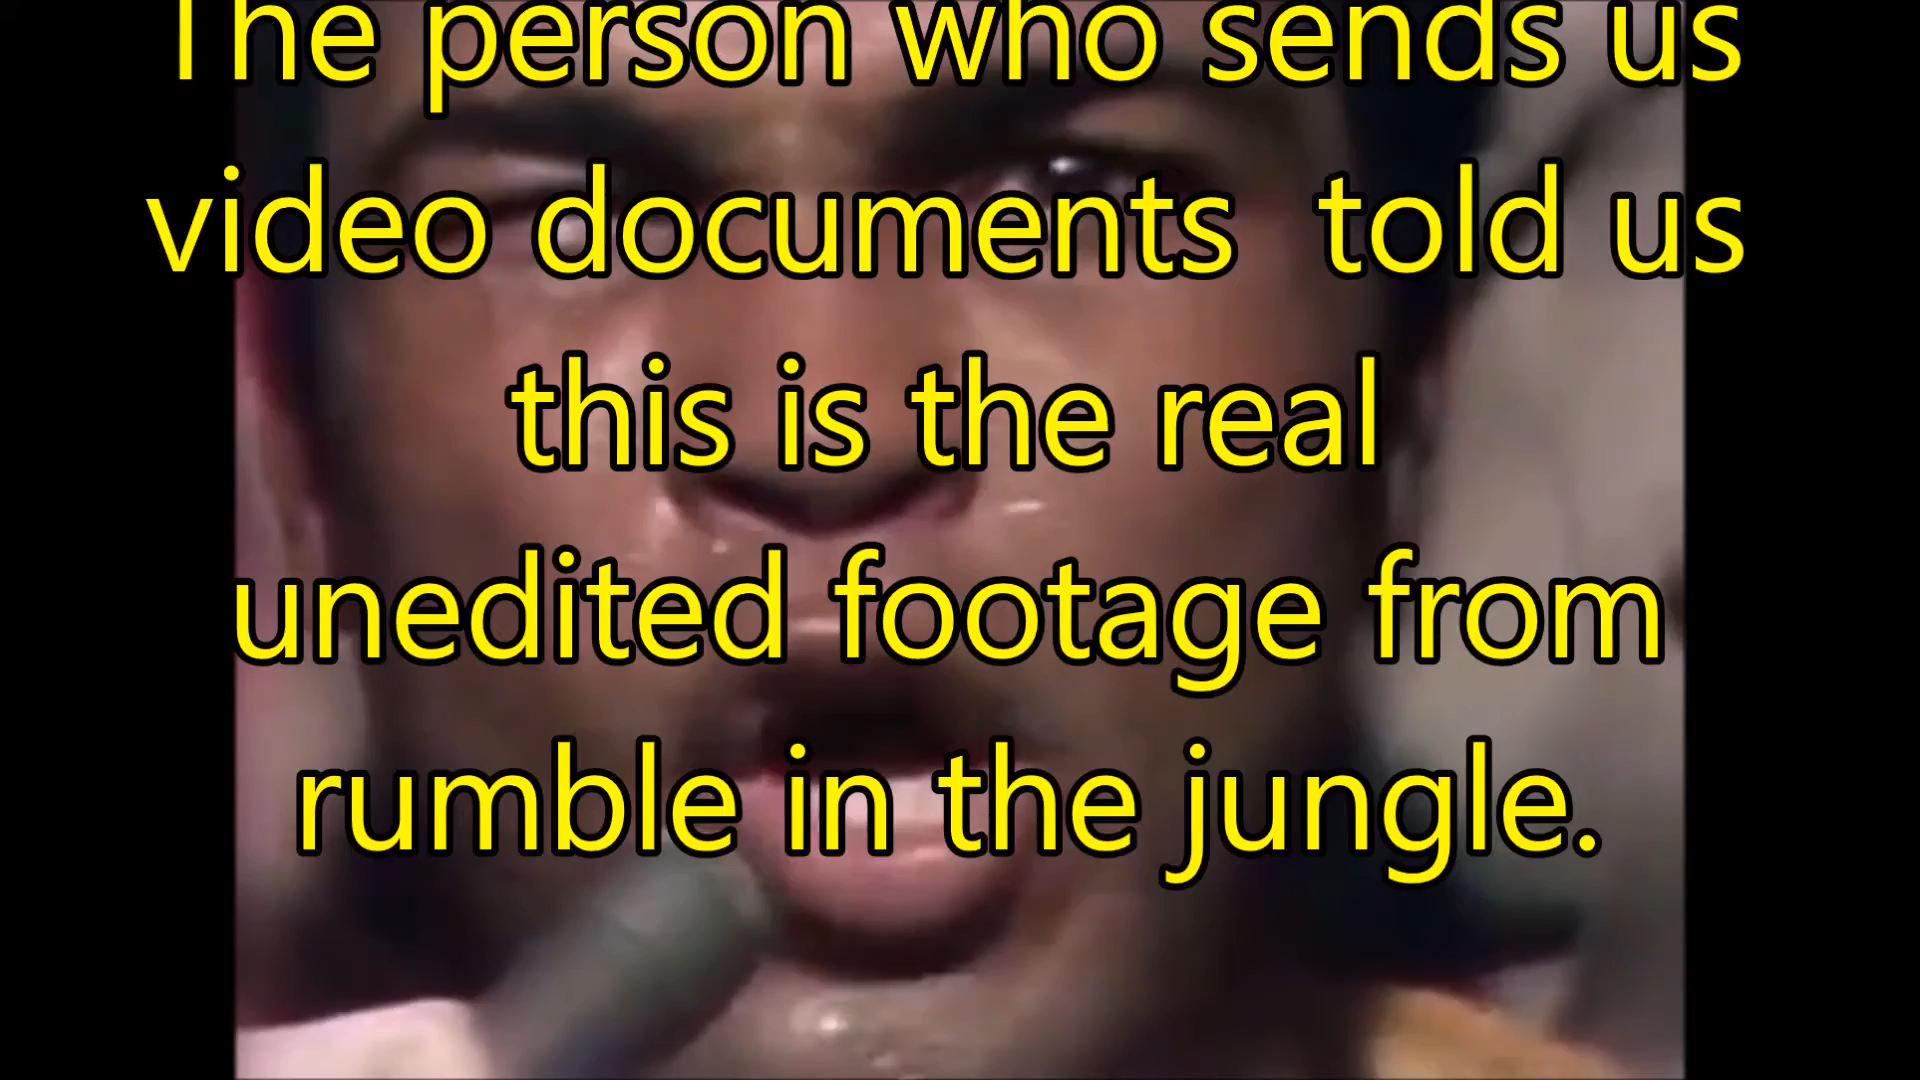 The person who sends us
video documents  told us
this is the real
unedited footage from
rumble in the jungle.